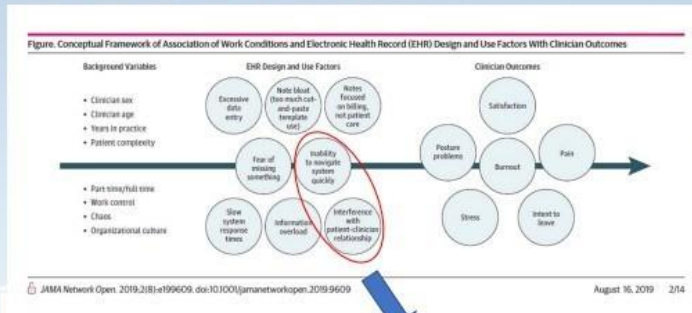 Figure. Conceptual Framework of Association of Work Conditions and Electronic Health Record (EHR) Design and Use Factors With Clinician Outcomes
Background Variables
• Clinician sex
• Clinician age
• Years in practice
• Patient complexity
• Part time/full time
• Work control
• Chaos
• Organizational culture
EHR Design and Use Factors
Excessive
data
entry
Note bloat
(too much cut-
and-paste
template
use)
Notes
focused
on billing,
not patient
care
Fear of
missing
something
Inability
to navigate
system
quickly
Slow
system
response
times
Information
overload
Interference
with
patient-clinician
relationship
Clinician Outcomes
Satisfaction
Posture
problems
Burnout
Pain
Stress
Intent to
leave
JAMA Network Open. 2019;2(8):e199609. doi:10.1001/jamanetworkopen.2019.9609
August 16, 2019 2/14